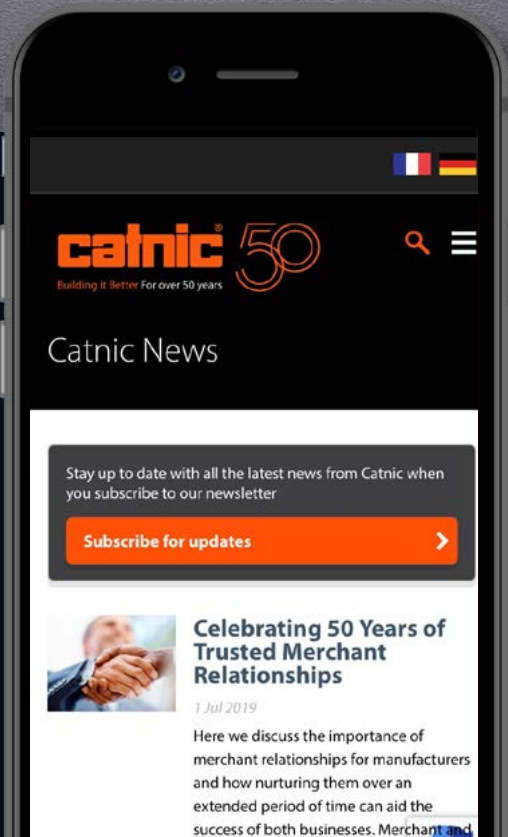 catnic® 50
Building it Better For over 50 years
Catnic News
Stay up to date with all the latest news from Catnic when
you subscribe to our newsletter
Subscribe for updates
Celebrating 50 Years of
Trusted Merchant
Relationships
1 Jul 2019
Here we discuss the importance of
merchant relationships for manufacturers
and how nurturing them over an
extended period of time can aid the
success of both businesses. Merchant and